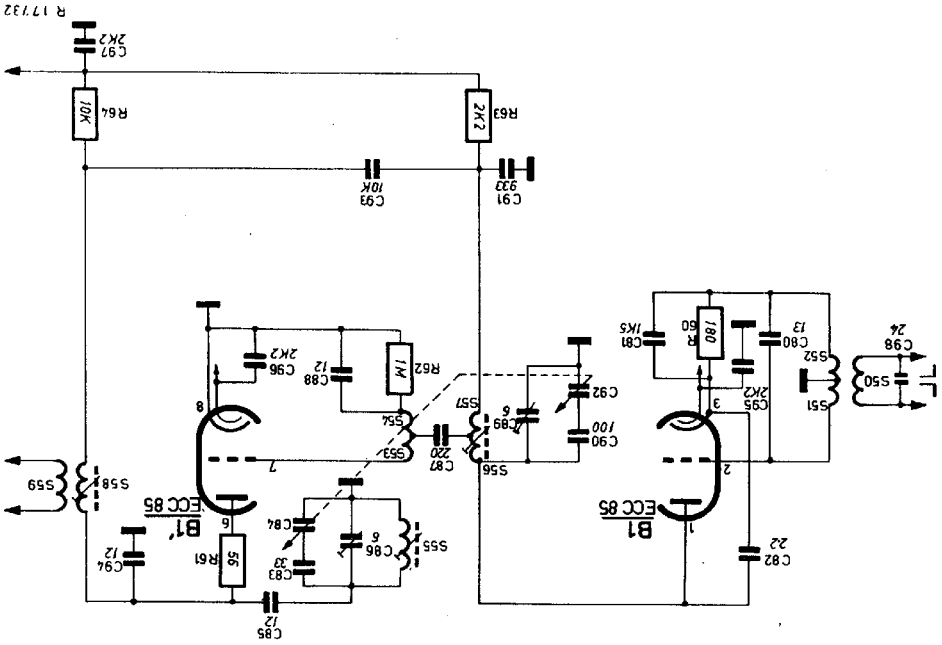 C85
12
C82
2.2
1
B1
ECC 85
2
3
S55
C86
6
C83
33
C84
R61
56
6
B1'
ECC 85
C94
12
S58
S59
S56
S57
C87
220
S53
S54
7
8
C90
100
C92
C89
6
C98
24
S50
S51
S52
C80
13
C95
2K2
R
60
180
C81
1K5
R62
1M
C88
12
C96
2K2
C91
933
C93
10K
R63
2K2
R64
10K
C97
2K2
R 17732